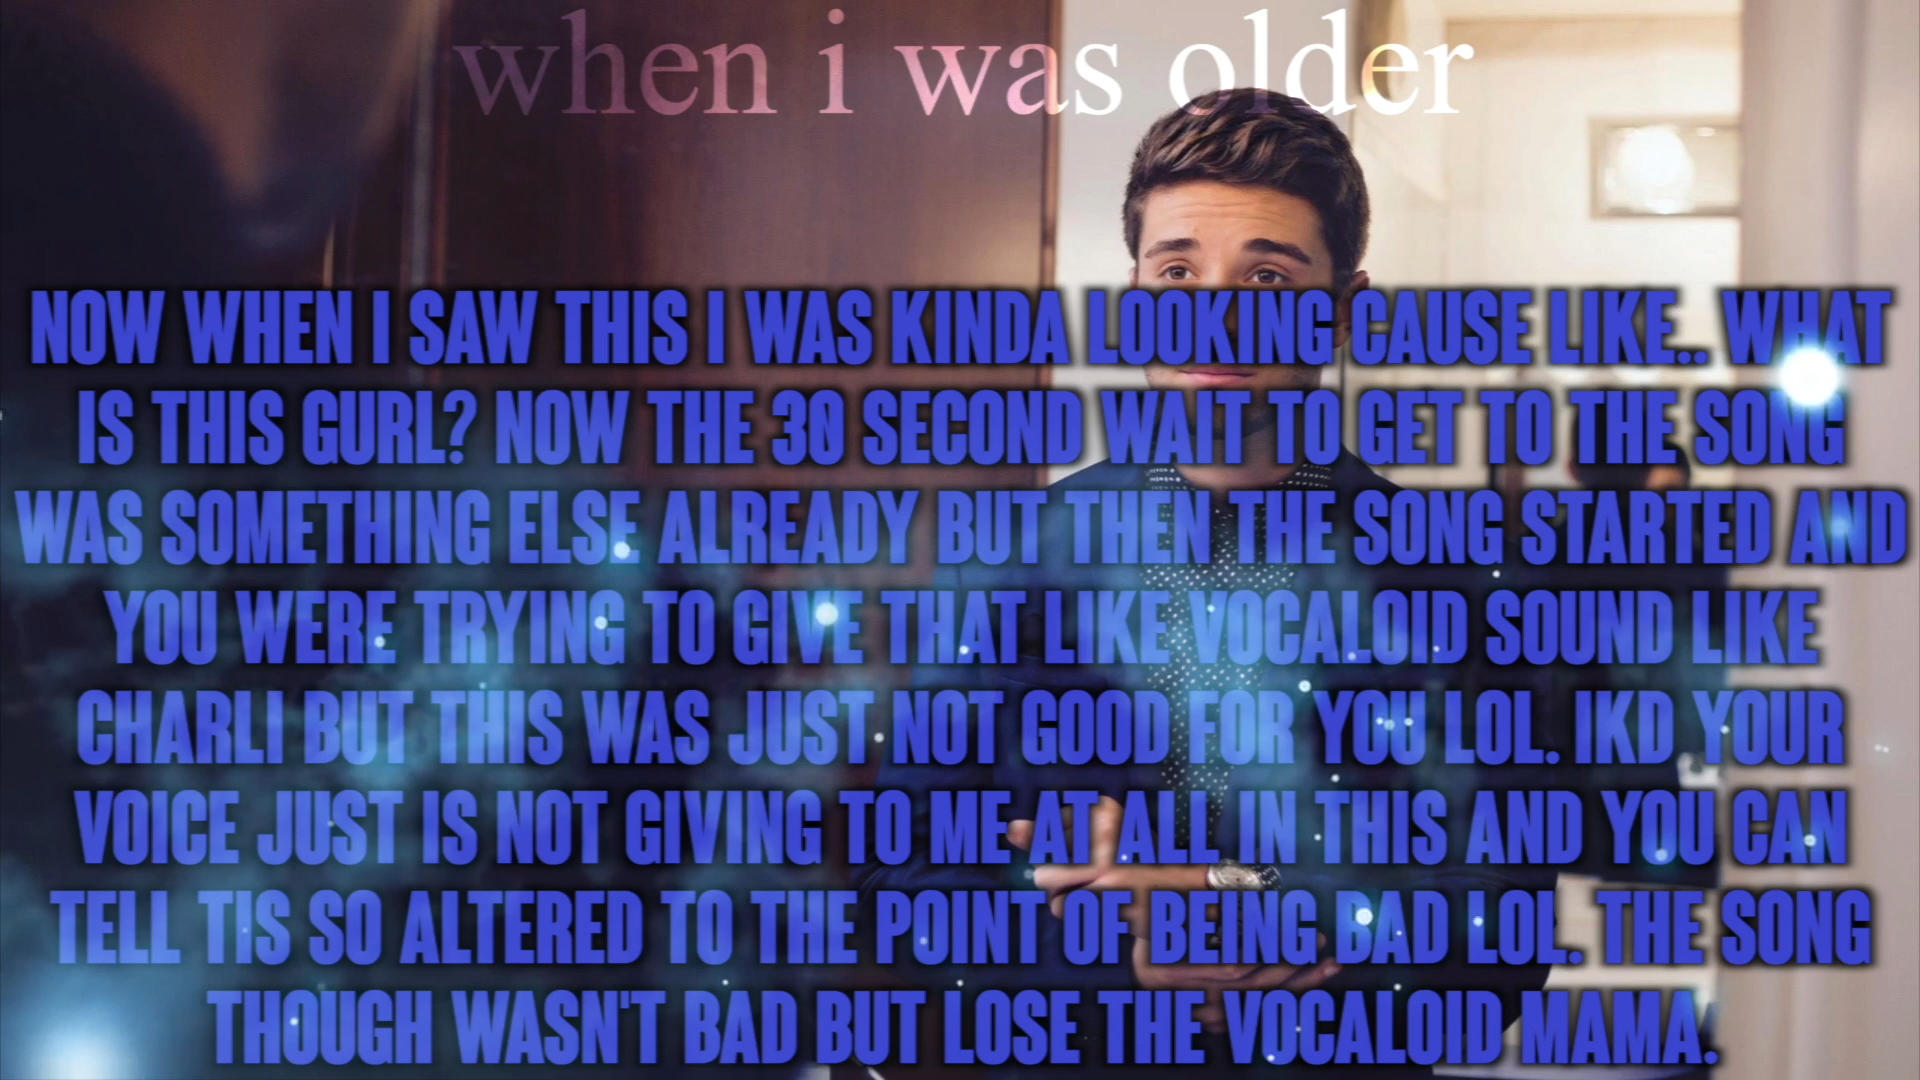 when i was older
NOW WHEN I SAW THIS I WAS KINDA LOOKING CAUSE LIKE.. WHAT
IS THIS GURL? NOW THE 30 SECOND WAIT TO GET TO THE SONG
WAS SOMETHING ELSE ALREADY BUT THEN THE SONG STARTED AND
YOU WERE TRYING TO GIVE THAT LIKE VOCALOID SOUND LIKE
CHARLI BUT THIS WAS JUST NOT GOOD FOR YOU LOL. IKD YOUR
VOICE JUST IS NOT GIVING TO ME AT ALL IN THIS AND YOU CAN
TELL TIS SO ALTERED TO THE POINT OF BEING BAD LOL. THE SONG
THOUGH WASN'T BAD BUT LOSE THE VOCALOID MAMA.